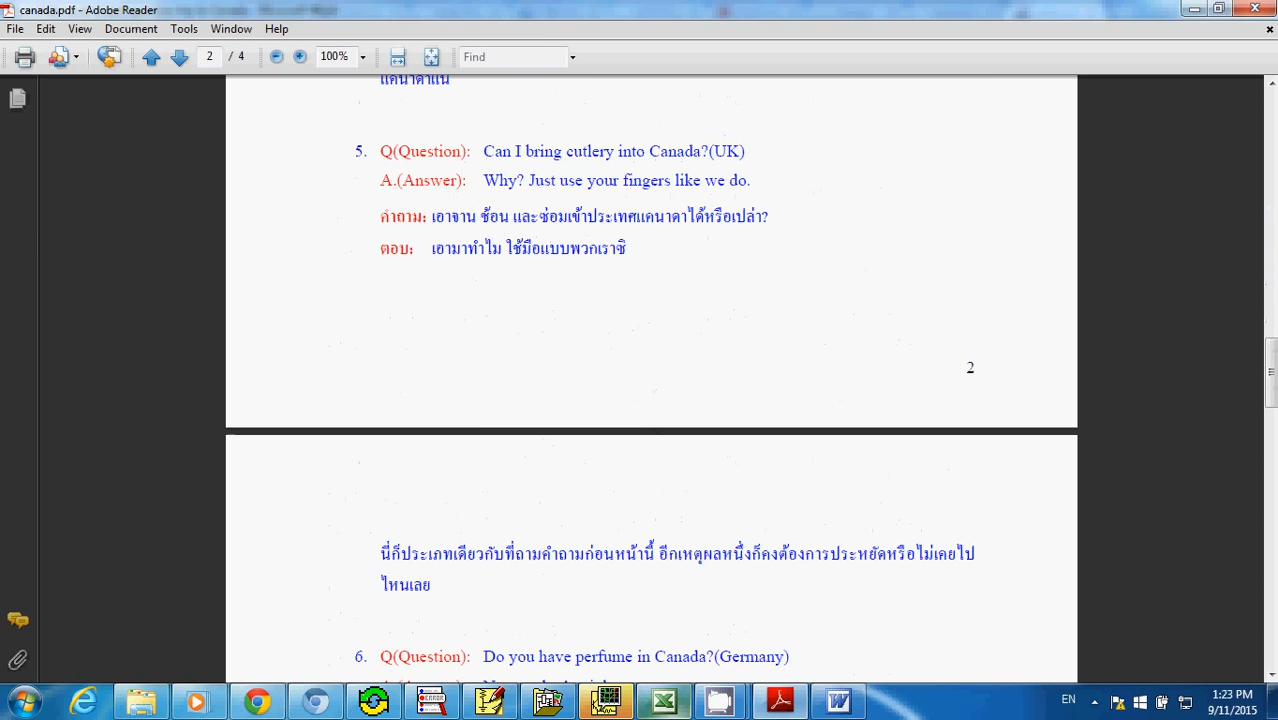 canada.pdf - Adobe Reader
File Edit View Document Tools Window Help
2 / 4 100% Find
แคนาดาแน่
5. Q(Question): Can I bring cutlery into Canada?(UK)
A.(Answer): Why? Just use your fingers like we do.
คำถาม: เอาจาน ช้อน และซ่อมเข้าประเทศแคนาดาได้หรือเปล่า?
ตอบ: เอามาทำไม ใช้มือแบบพวกเราซิ
2
นี่ก็ประเภทเดียวกับที่ถามคำถามก่อนหน้านี้ อีกเหตุผลหนึ่งก็คงต้องการประหยัดหรือไม่เคยไป
ไหนเลย
6. Q(Question): Do you have perfume in Canada?(Germany)
EN
1:23 PM
9/11/2015